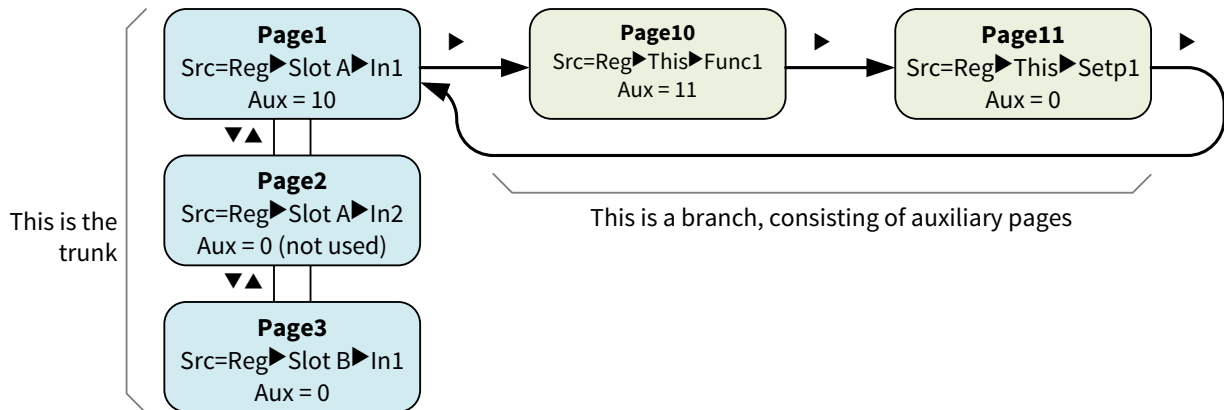 Page1
Src=Reg▶Slot A▶In1
Aux = 10
▶
Page10
Src=Reg▶This▶Func1
Aux = 11
▶
Page11
Src=Reg▶This▶Setp1
Aux = 0
▶
▼▲
Page2
Src=Reg▶Slot A▶In2
Aux = 0 (not used)
This is the
trunk
This is a branch, consisting of auxiliary pages
▼▲
Page3
Src=Reg▶Slot B▶In1
Aux = 0